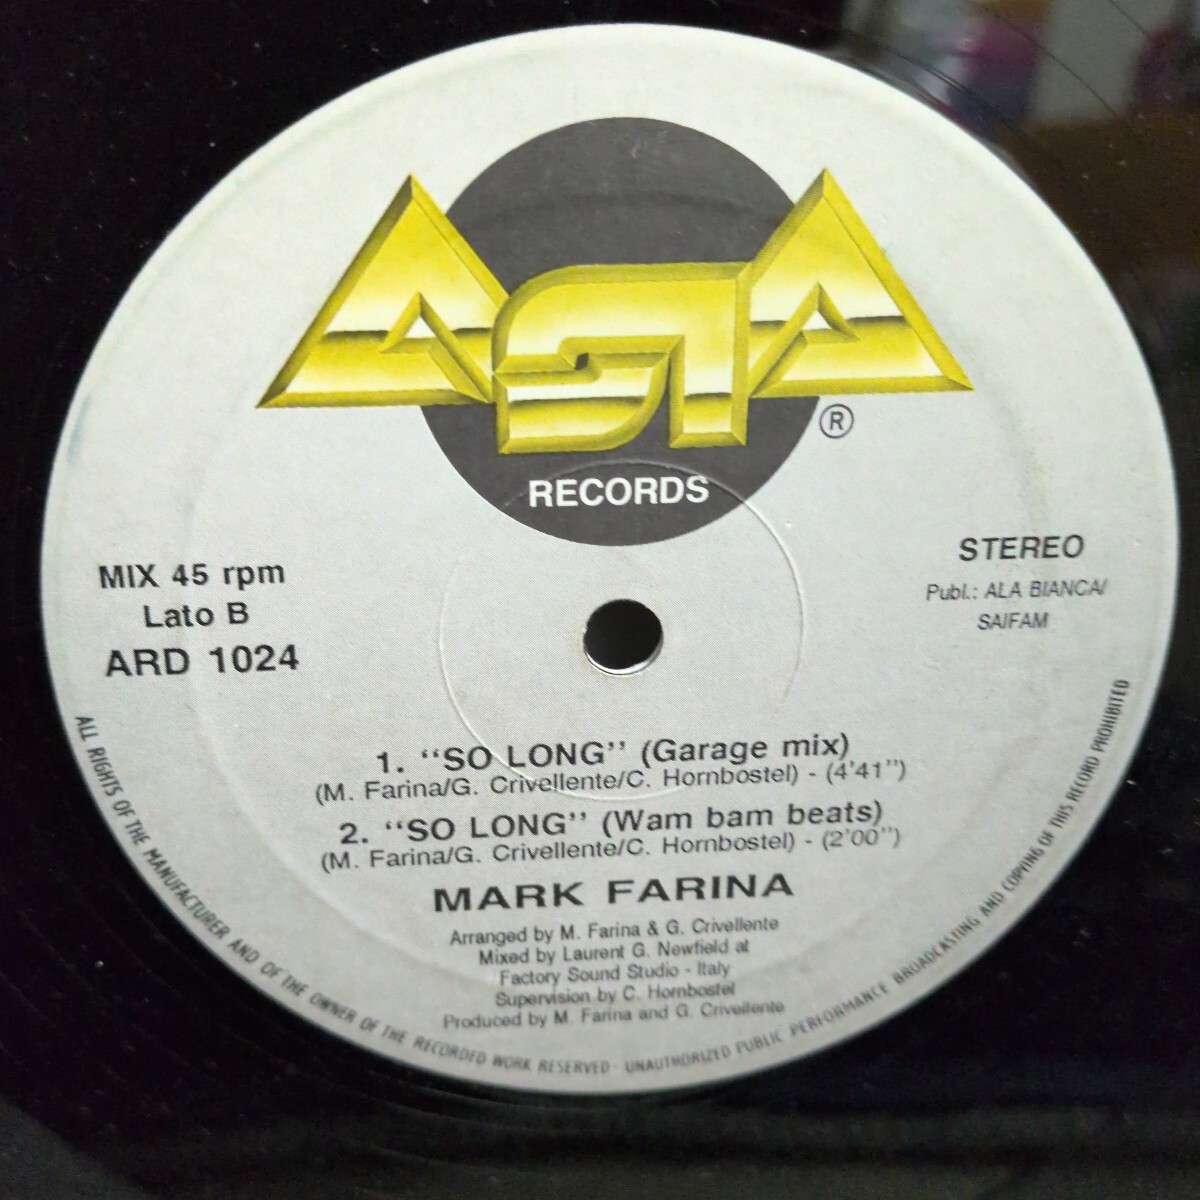 ASIA
®
RECORDS
MIX 45 rpm
Lato B
ARD 1024
STEREO
Publ.: ALA BIANCA/
SAIFAM
1. "SO LONG" (Garage mix)
(M. Farina/G. Crivellente/C. Hornbostel) - (4'41")
2. "SO LONG" (Wam bam beats)
(M. Farina/G. Crivellente/C. Hornbostel) - (2'00")
MARK FARINA
Arranged by M. Farina & G. Crivellente
Mixed by Laurent G. Newfield at
Factory Sound Studio - Italy
Supervision by C. Hornbostel
Produced by M. Farina and G. Crivellente
ALL RIGHTS OF THE MANUFACTURER AND OF THE OWNER OF THE RECORDED WORK RESERVED - UNAUTHORIZED PUBLIC PERFORMANCE BROADCASTING AND COPYING OF THIS RECORD PROHIBITED